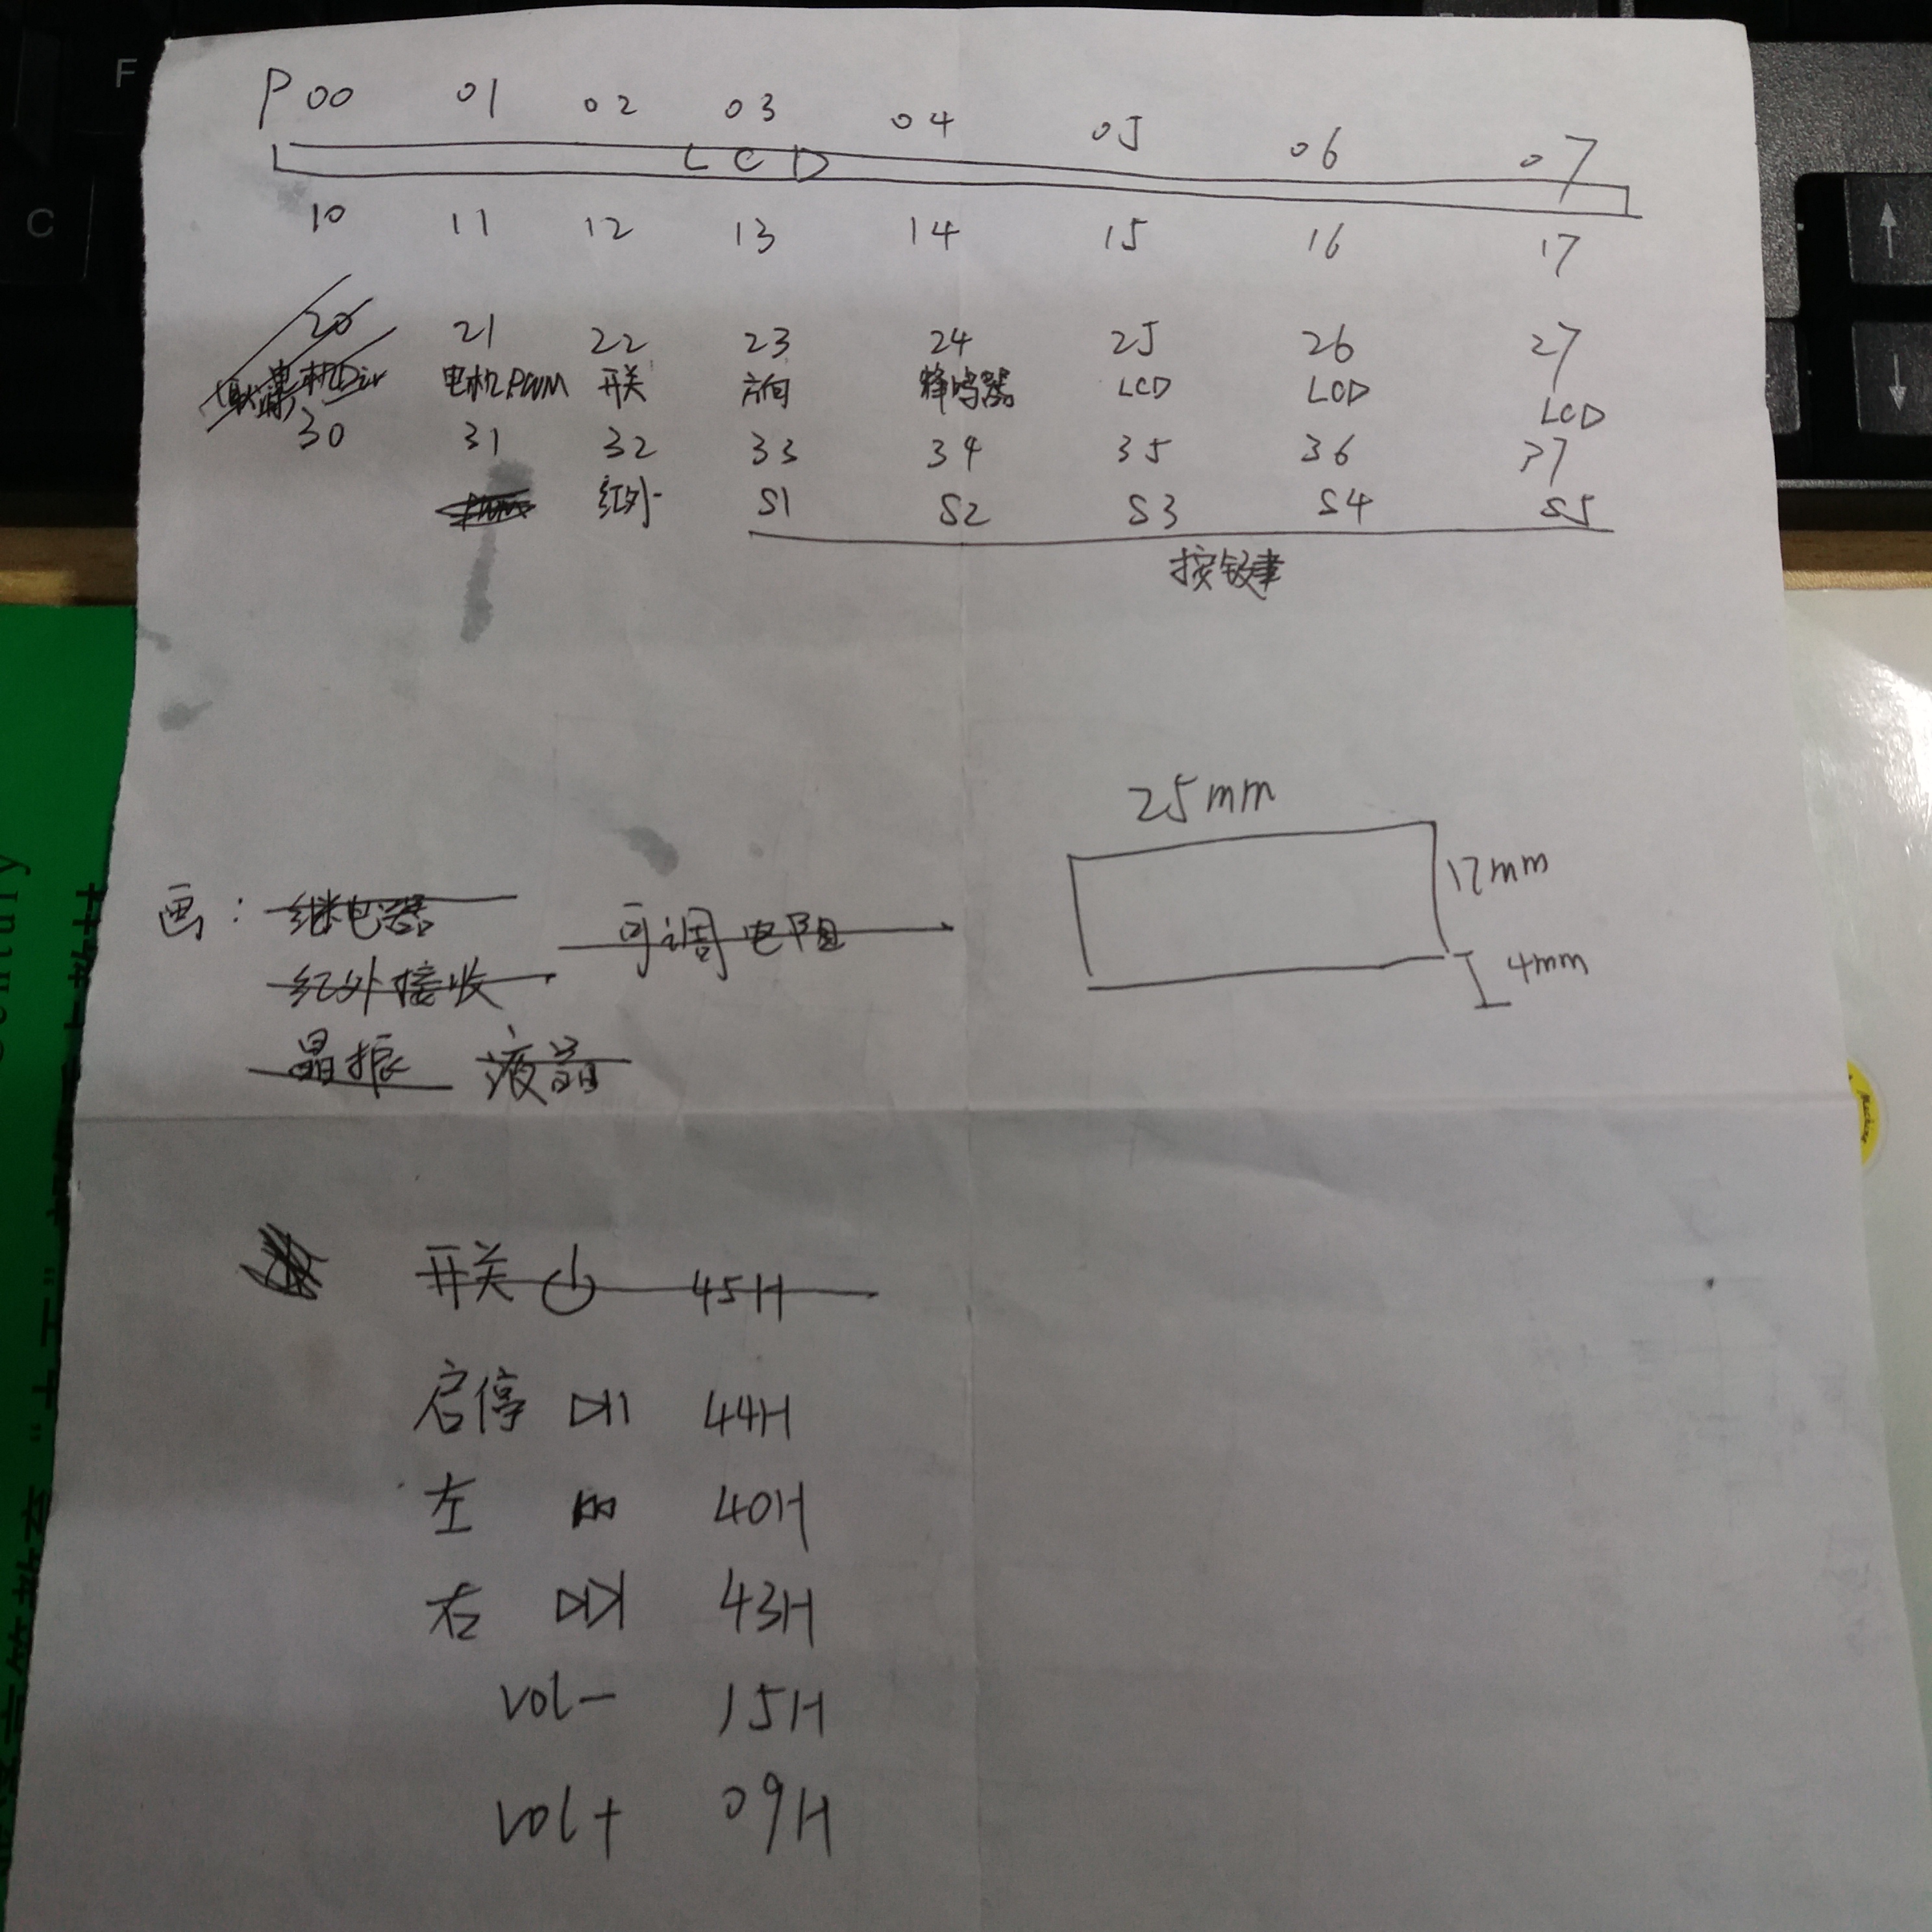 P00 01 02 03 04 05 06 07
LCD
10 11 12 13 14 15 16 17
20 21 22 23 24 25 26 27
电机Dir 电机PWM 开关 方向 蜂鸣器 LCD LCD LCD
30 31 32 33 34 35 36 37
红外 S1 S2 S3 S4 S5
按键
25mm
17mm
4mm
画: 继电器 可调电阻
红外接收
晶振 液晶
开关 45H
启停 44H
左 40H
右 43H
vol- 15H
vol+ 09H
F
C
↑
↓